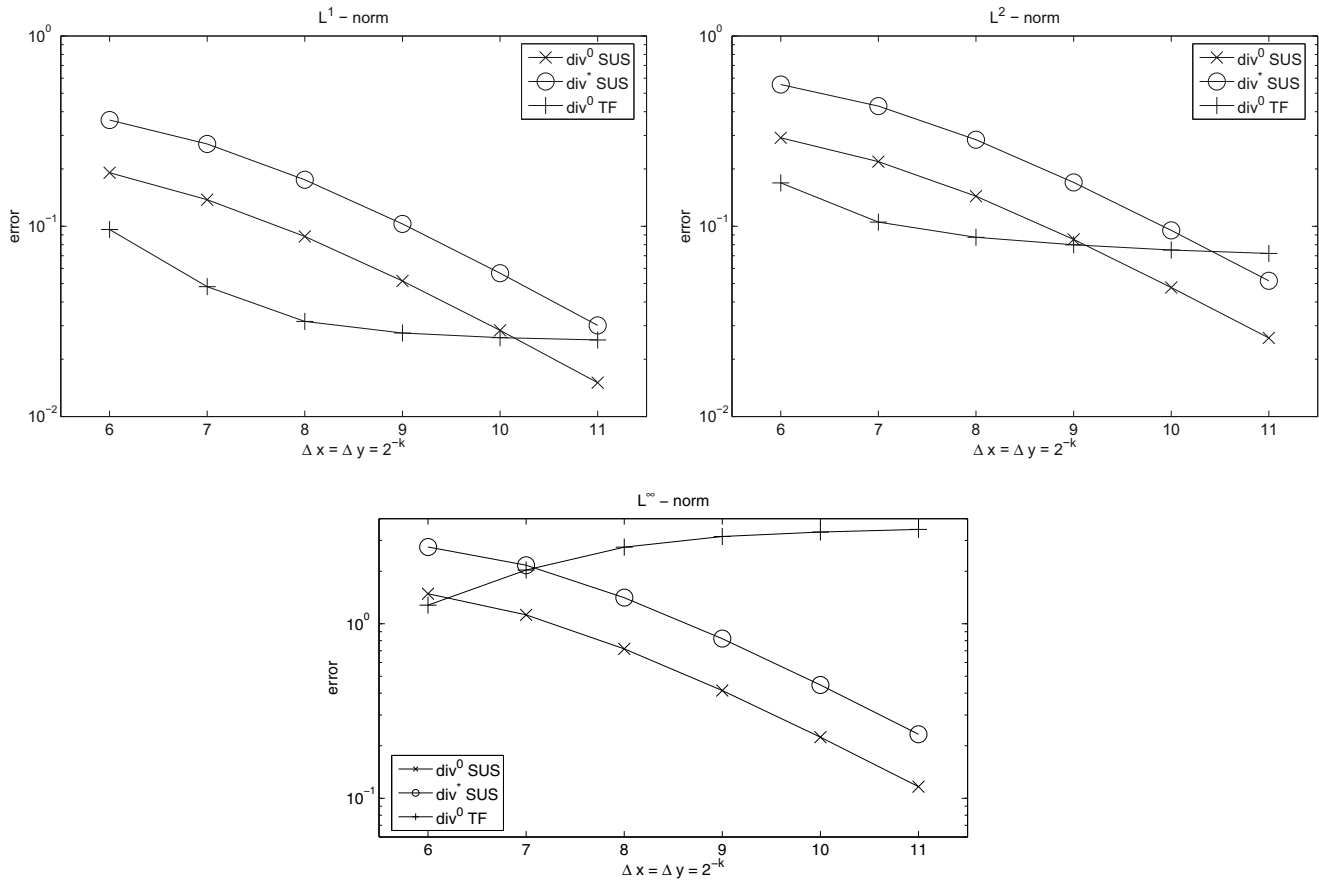 L¹ – norm
10⁰
10⁻¹
10⁻²
error
6 7 8 9 10 11
Δ x = Δ y = 2⁻ᵏ
div⁰ SUS
div* SUS
div⁰ TF
L² – norm
10⁰
10⁻¹
10⁻²
error
6 7 8 9 10 11
Δ x = Δ y = 2⁻ᵏ
div⁰ SUS
div* SUS
div⁰ TF
L^∞ – norm
10⁰
10⁻¹
error
6 7 8 9 10 11
Δ x = Δ y = 2⁻ᵏ
div⁰ SUS
div* SUS
div⁰ TF